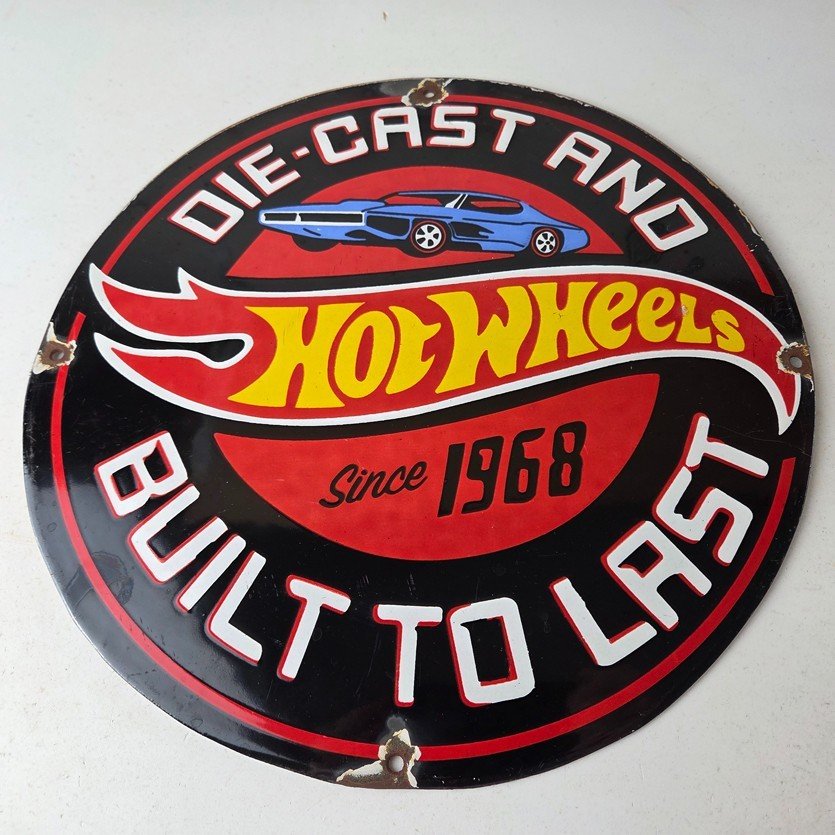 DIE-CAST AND
HOT WHEELS
Since 1968
BUILT TO LAST